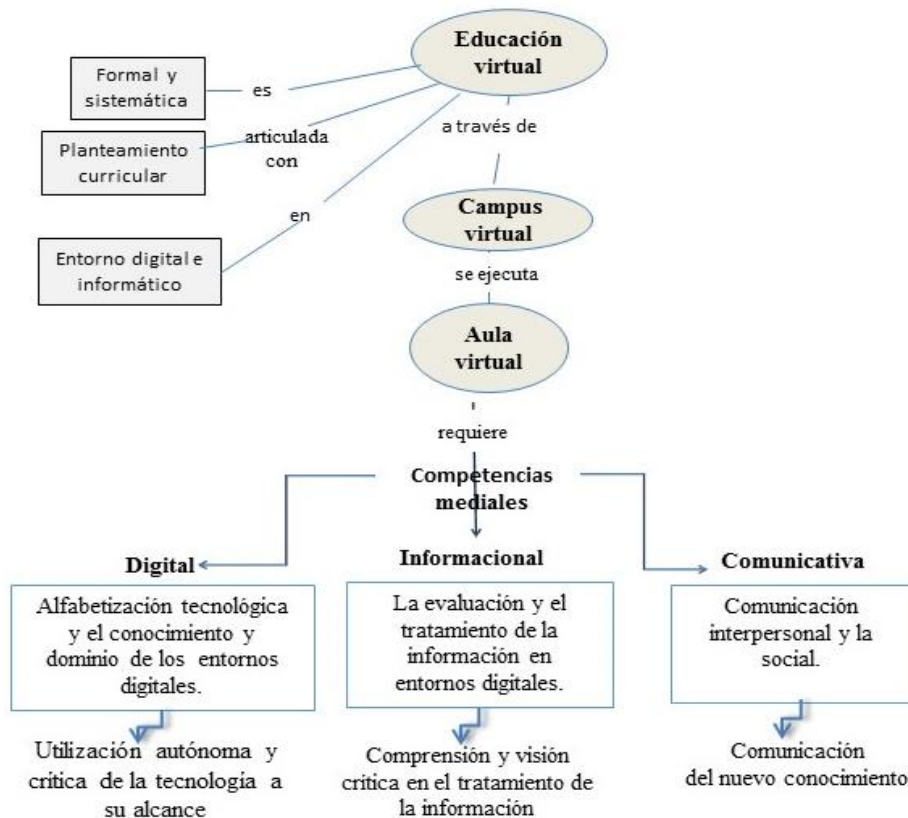 Educación
virtual
Formal y
sistemática
es
Planteamiento
curricular
articulada
con
a través de
en
Entorno digital e
informático
Campus
virtual
se ejecuta
Aula
virtual
requiere
Competencias
mediales
Digital
Alfabetización tecnológica
y el conocimiento y
dominio de los entornos
digitales.
Utilización autónoma y
crítica de la tecnología a
su alcance
Informacional
La evaluación y el
tratamiento de la
información en
entornos digitales.
Comprensión y visión
crítica en el tratamiento de
la información
Comunicativa
Comunicación
interpersonal y la
social.
Comunicación
del nuevo conocimiento